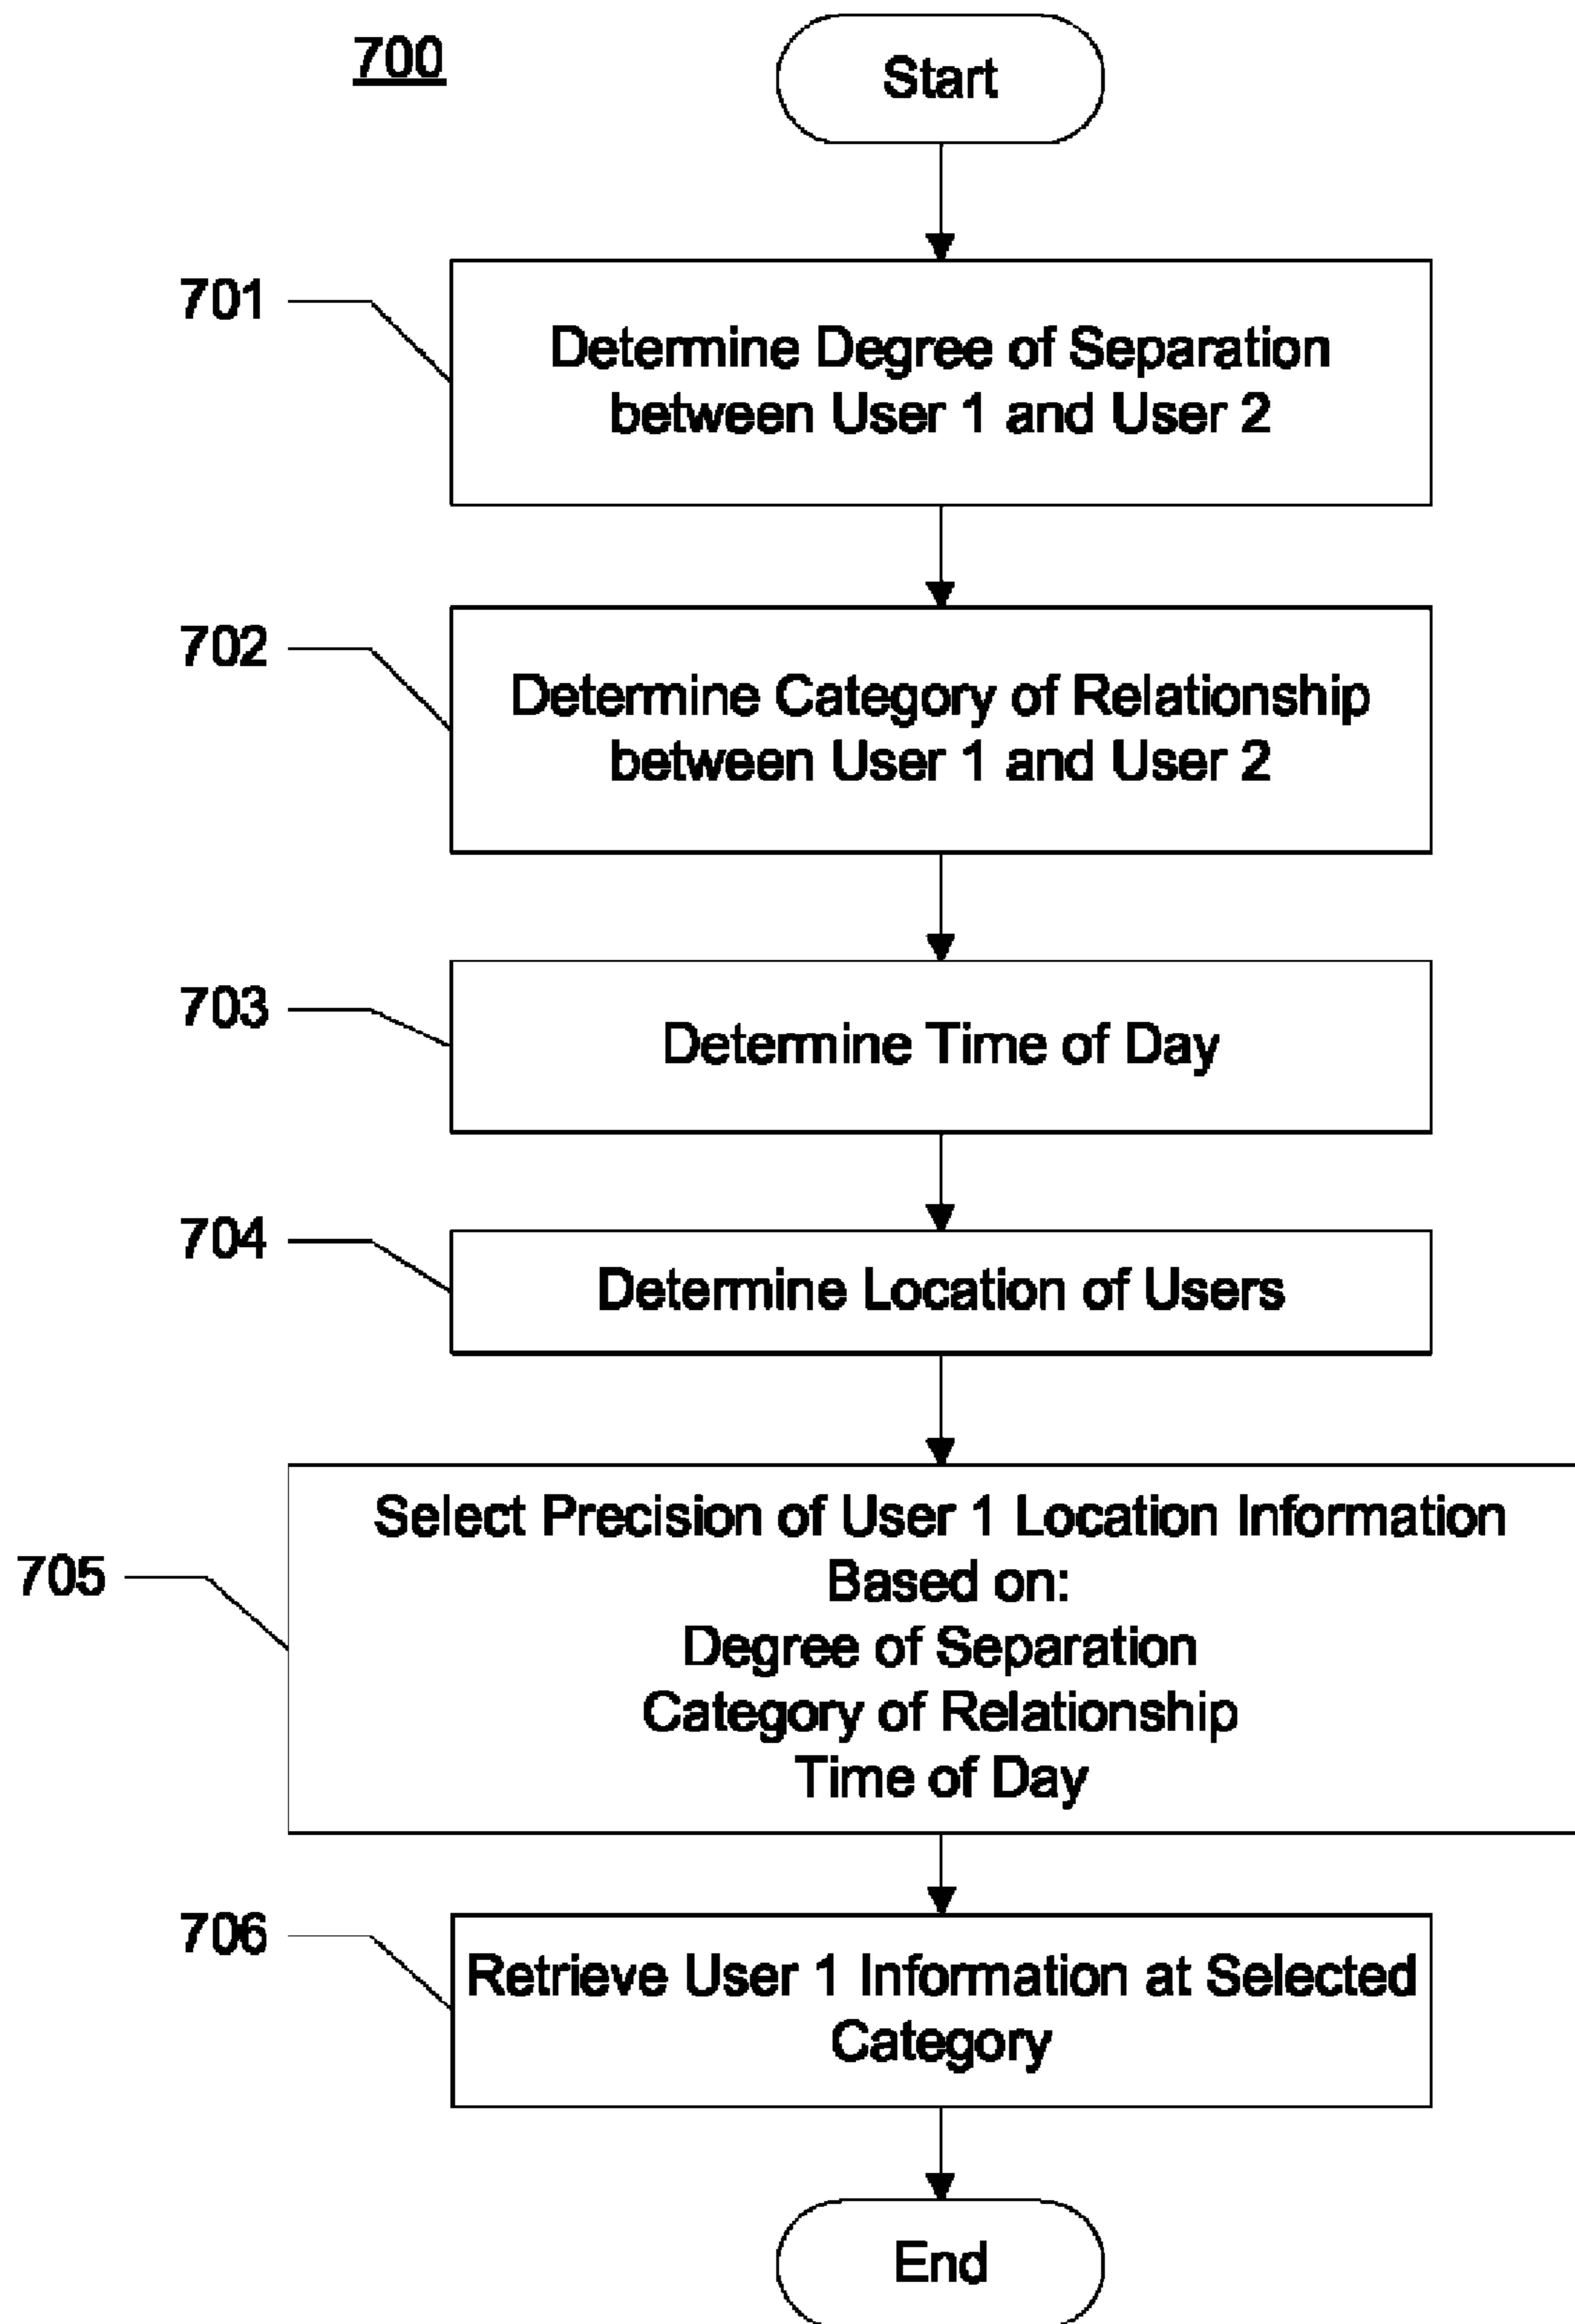 700
Start
701
Determine Degree of Separation
between User 1 and User 2
702
Determine Category of Relationship
between User 1 and User 2
703
Determine Time of Day
704
Determine Location of Users
705
Select Precision of User 1 Location Information
Based on:
Degree of Separation
Category of Relationship
Time of Day
706
Retrieve User 1 Information at Selected
Category
End